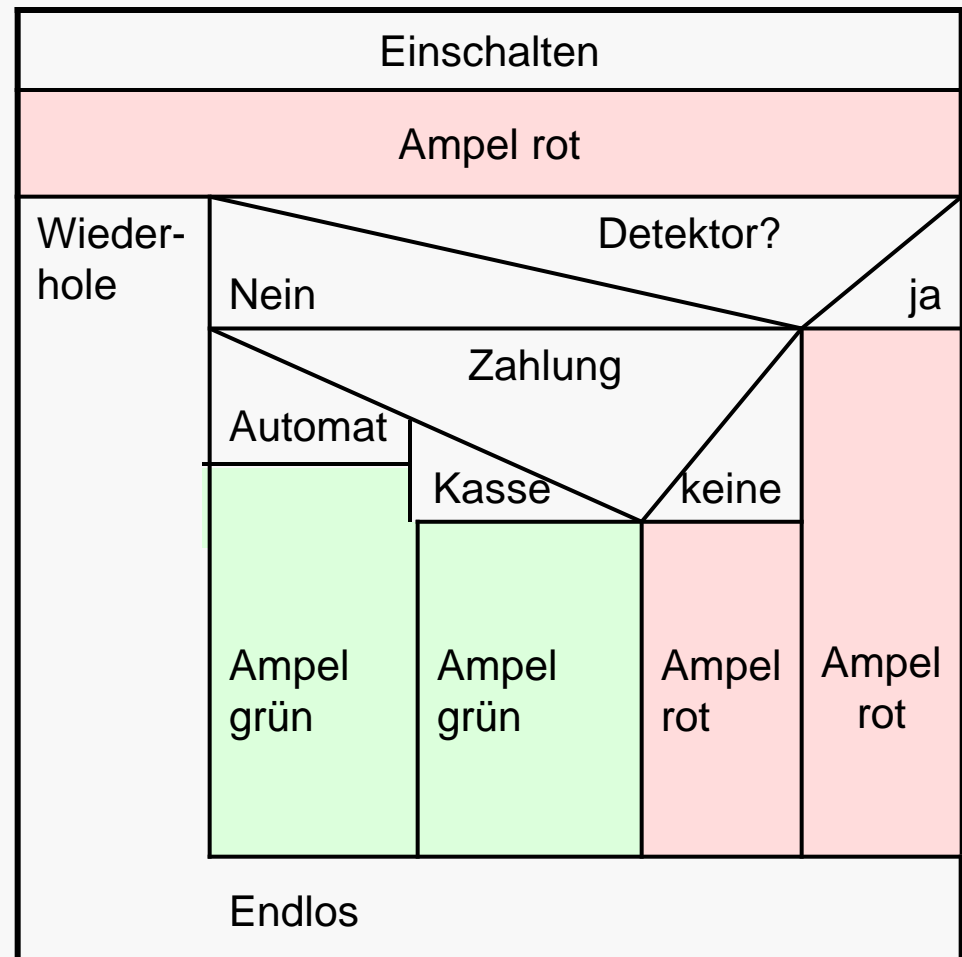 Einschalten
Ampel rot
Wieder-
hole
Detektor?
Nein
ja
Zahlung
Automat
Kasse
keine
Ampel
grün
Ampel
grün
Ampel
rot
Ampel
rot
Endlos